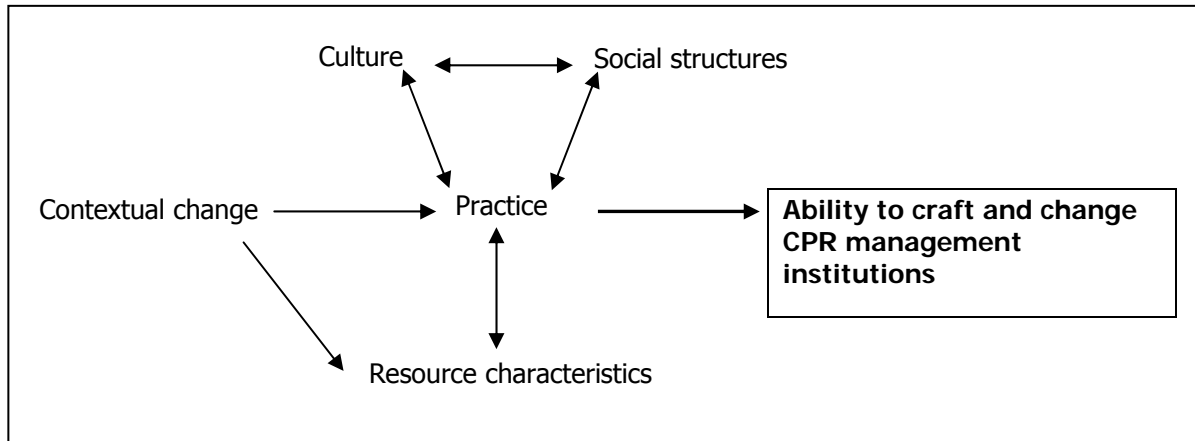 Culture
Social structures
Contextual change
Practice
Ability to craft and change
CPR management
institutions
Resource characteristics